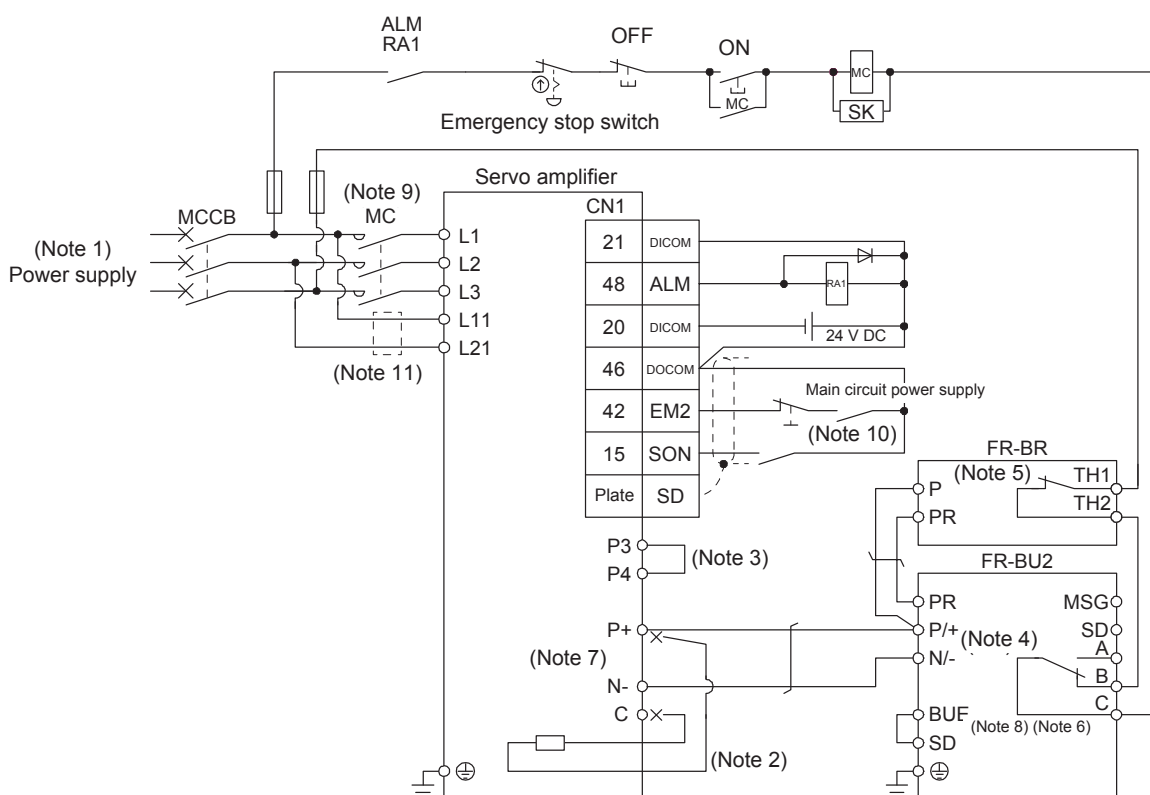 ALM
RA1
OFF
ON
MC
MC
SK
Emergency stop switch
Servo amplifier
(Note 9)
MCCB
MC
(Note 1)
Power supply
L1
L2
L3
L11
L21
(Note 11)
CN1
21 DICOM
48 ALM
RA1
20 DICOM
24 V DC
46 DOCOM
Main circuit power supply
42 EM2
(Note 10)
15 SON
Plate SD
FR-BR
P
(Note 5)
TH1
PR
TH2
P3
(Note 3)
P4
FR-BU2
PR
MSG
P+
P/+
(Note 4)
SD
A
(Note 7)
N/-
B
N-
C
C
BUE
(Note 8) (Note 6)
SD
(Note 2)